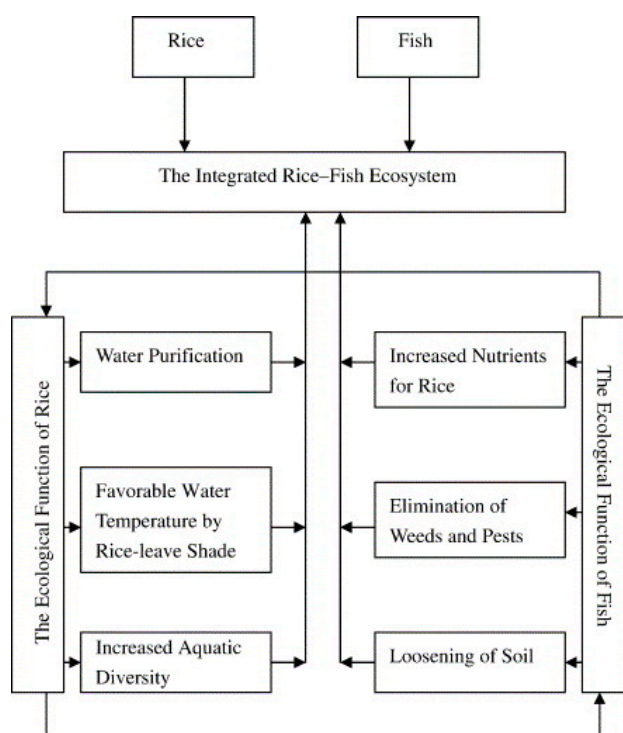 Rice
Fish
The Integrated Rice–Fish Ecosystem
The Ecological Function of Rice
Water Purification
Favorable Water
Temperature by
Rice-leave Shade
Increased Aquatic
Diversity
Increased Nutrients
for Rice
Elimination of
Weeds and Pests
Loosening of Soil
The Ecological Function of Fish